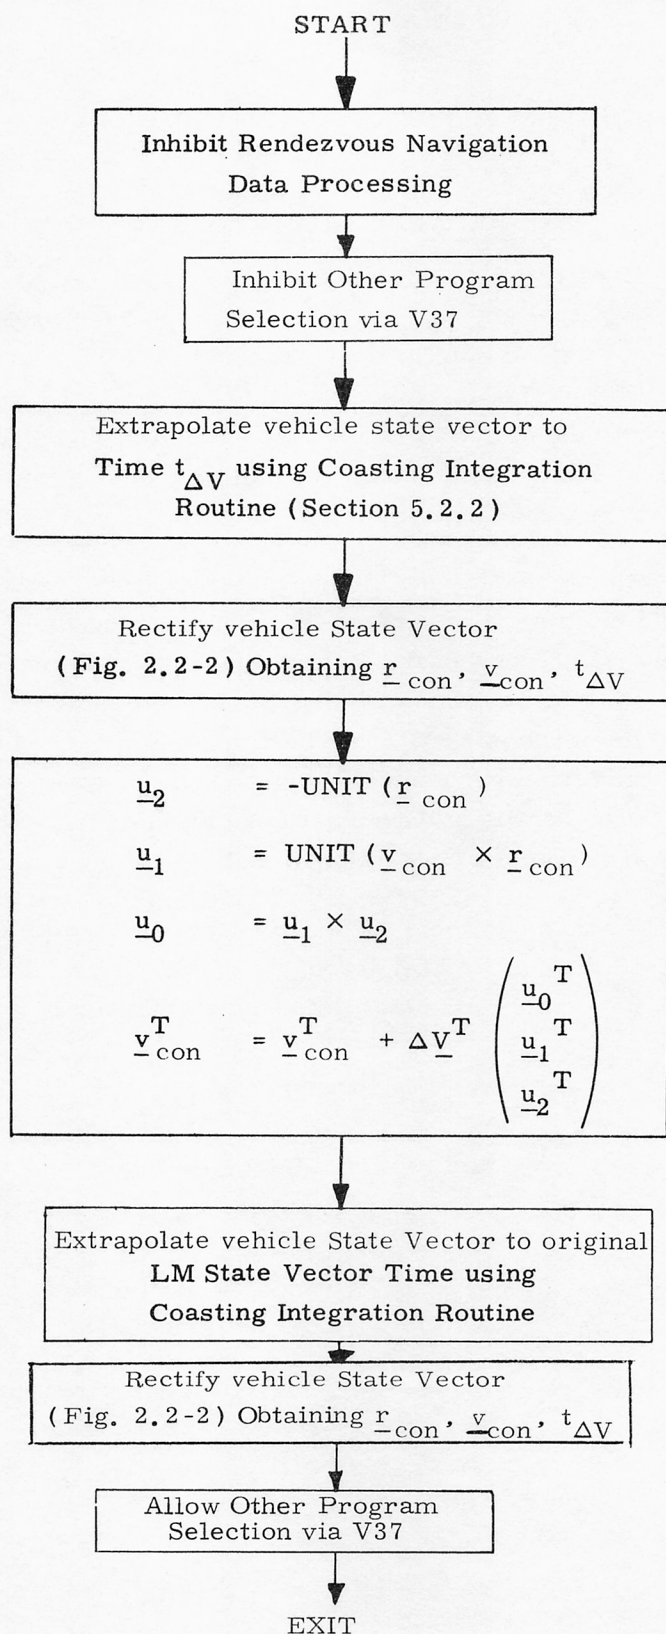 START
Inhibit Rendezvous Navigation
Data Processing
Inhibit Other Program
Selection via V37
Extrapolate vehicle state vector to
Time t_ΔV using Coasting Integration
Routine (Section 5.2.2)
Rectify vehicle State Vector
(Fig. 2.2-2) Obtaining r_con, v_con, t_ΔV
u_2 = -UNIT (r_con)
u_1 = UNIT (v_con × r_con)
u_0 = u_1 × u_2
v_con^T = v_con^T + ΔV^T (u_0^T
u_1^T
u_2^T)
Extrapolate vehicle State Vector to original
LM State Vector Time using
Coasting Integration Routine
Rectify vehicle State Vector
(Fig. 2.2-2) Obtaining r_con, v_con, t_ΔV
Allow Other Program
Selection via V37
EXIT